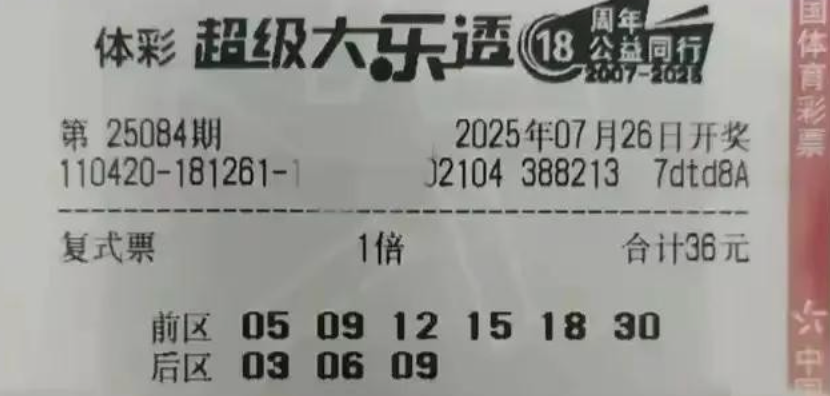 体彩 超级大乐透 18 周年
公益同行
2007-2025
第 25084期 2025年07月26日开奖
110420-181261-1 02104 388213 7dtd8A
复式票 1倍 合计36元
前区 05 09 12 15 18 30
后区 03 06 09
国体育彩票
中国